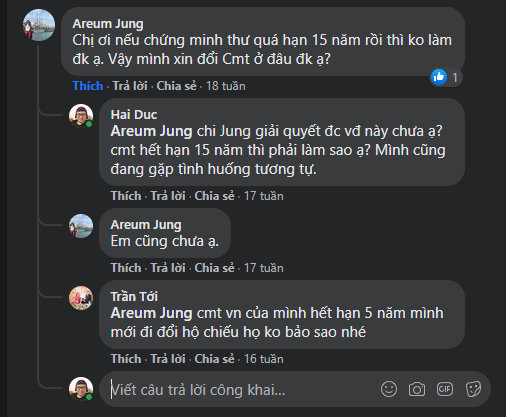 Areum Jung
Chị ơi nếu chứng minh thư quá hạn 15 năm rồi thì ko làm
đk ạ. Vậy mình xin đổi Cmt ở đâu đk ạ?
1
Thích · Trả lời · Chia sẻ · 18 tuần
Hai Duc
Areum Jung chi Jung giải quyết đc vđ này chưa ạ?
cmt hết hạn 15 năm thì phải làm sao ạ? Mình cũng
đang gặp tình huống tương tự.
Thích · Trả lời · Chia sẻ · 17 tuần
Areum Jung
Em cũng chưa ạ.
Thích · Trả lời · Chia sẻ · 17 tuần
Trần Tới
Areum Jung cmt vn của mình hết hạn 5 năm mình
mới đi đổi hộ chiếu họ ko bảo sao nhé
Thích · Trả lời · Chia sẻ · 16 tuần
Viết câu trả lời công khai...
GIF